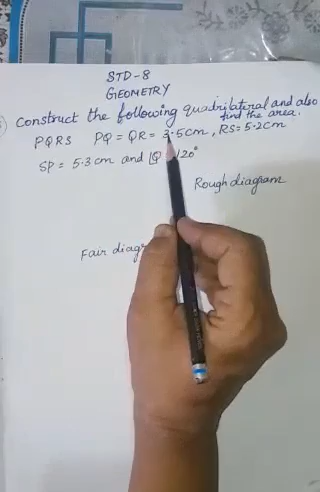 STD-8
GEOMETRY
Construct the following quadrilateral and also
find the area.
PQRS PQ = QR = 3.5cm, RS = 5.2cm
SP = 5.3 cm and ∠Q 120°
Rough diagram
Fair